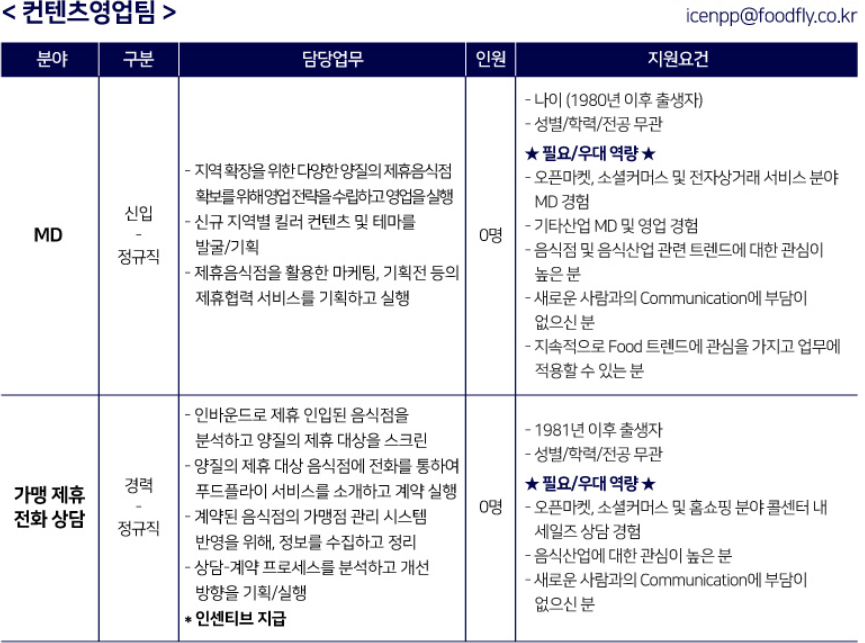 < 컨텐츠영업팀 >
icenpp@foodfly.co.kr
분야 구분 담당업무 인원 지원요건
MD
신입
-
정규직
- 지역 확장을 위한 다양한 양질의 제휴음식점
확보를 위해 영업 전략을 수립하고 영업을 실행
- 신규 지역별 킬러 컨텐츠 및 테마를
발굴/기획
- 제휴음식점을 활용한 마케팅, 기획전 등의
제휴협력 서비스를 기획하고 실행
0명
- 나이 (1980년 이후 출생자)
- 성별/학력/전공 무관
★ 필요/우대 역량 ★
- 오픈마켓, 소셜커머스 및 전자상거래 서비스 분야
MD 경험
- 기타산업 MD 및 영업 경험
- 음식점 및 음식산업 관련 트렌드에 대한 관심이
높은 분
- 새로운 사람과의 Communication에 부담이
없으신 분
- 지속적으로 Food 트렌드에 관심을 가지고 업무에
적용할 수 있는 분
가맹 제휴
전화 상담
경력
-
정규직
- 인바운드로 제휴 인입된 음식점을
분석하고 양질의 제휴 대상을 스크린
- 양질의 제휴 대상 음식점에 전화를 통하여
푸드플라이 서비스를 소개하고 계약 실행
- 계약된 음식점의 가맹점 관리 시스템
반영을 위해, 정보를 수집하고 정리
- 상담-계약 프로세스를 분석하고 개선
방향을 기획/실행
* 인센티브 지급
0명
- 1981년 이후 출생자
- 성별/학력/전공 무관
★ 필요/우대 역량 ★
- 오픈마켓, 소셜커머스 및 홈쇼핑 분야 콜센터 내
세일즈 상담 경험
- 음식산업에 대한 관심이 높은 분
- 새로운 사람과의 Communication에 부담이
없으신 분